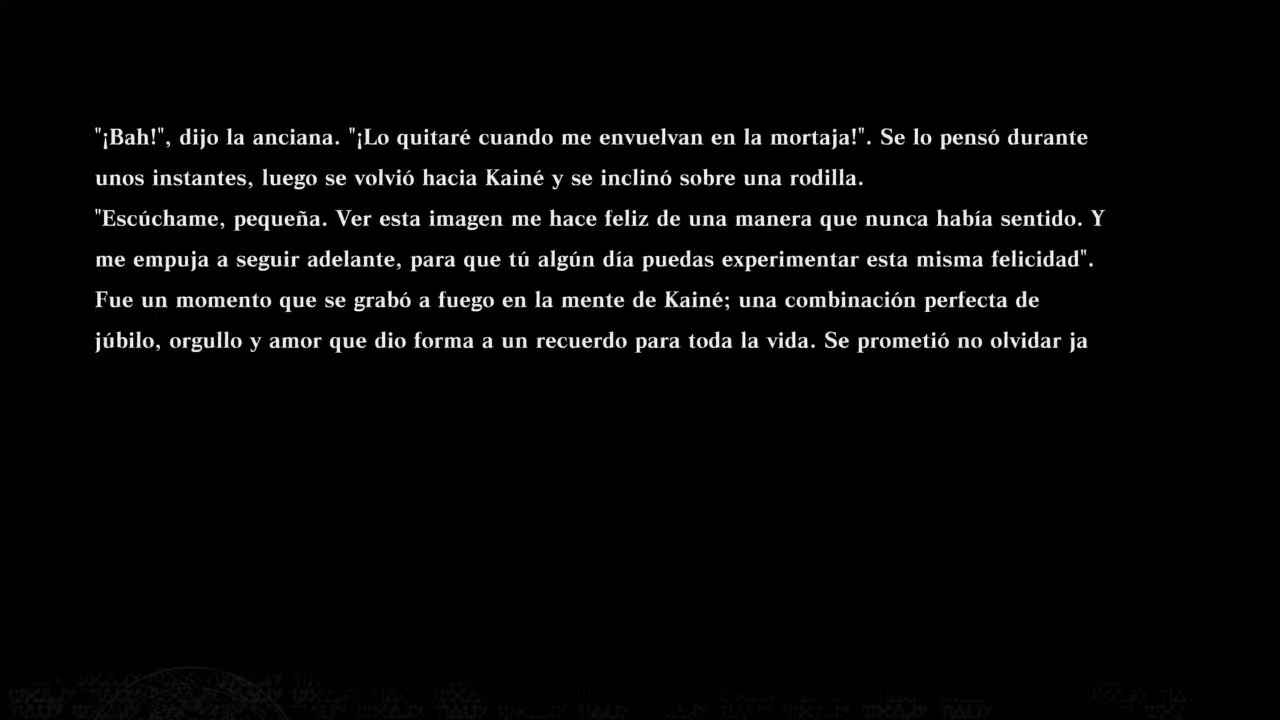 "¡Bah!", dijo la anciana. "¡Lo quitaré cuando me envuelvan en la mortaja!". Se lo pensó durante
unos instantes, luego se volvió hacia Kainé y se inclinó sobre una rodilla.
"Escúchame, pequeña. Ver esta imagen me hace feliz de una manera que nunca había sentido. Y
me empuja a seguir adelante, para que tú algún día puedas experimentar esta misma felicidad".
Fue un momento que se grabó a fuego en la mente de Kainé; una combinación perfecta de
júbilo, orgullo y amor que dio forma a un recuerdo para toda la vida. Se prometió no olvidar ja